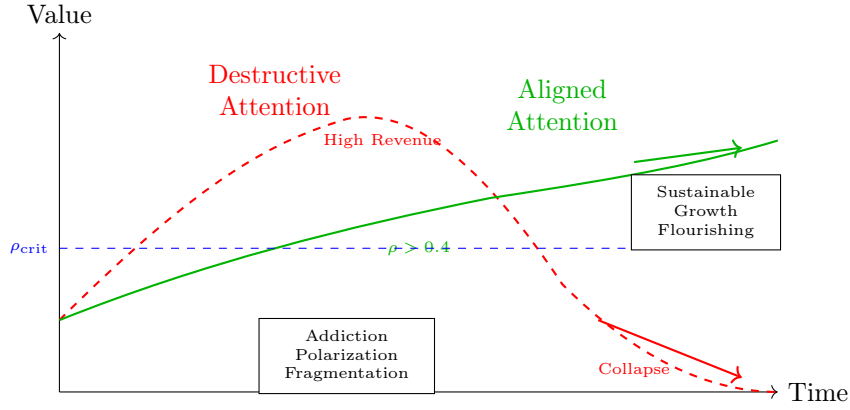 Value
Destructive
Attention
Aligned
Attention
High Revenue
Sustainable
Growth
Flourishing
ρcrit
ρ > 0.4
Addiction
Polarization
Fragmentation
Collapse
Time